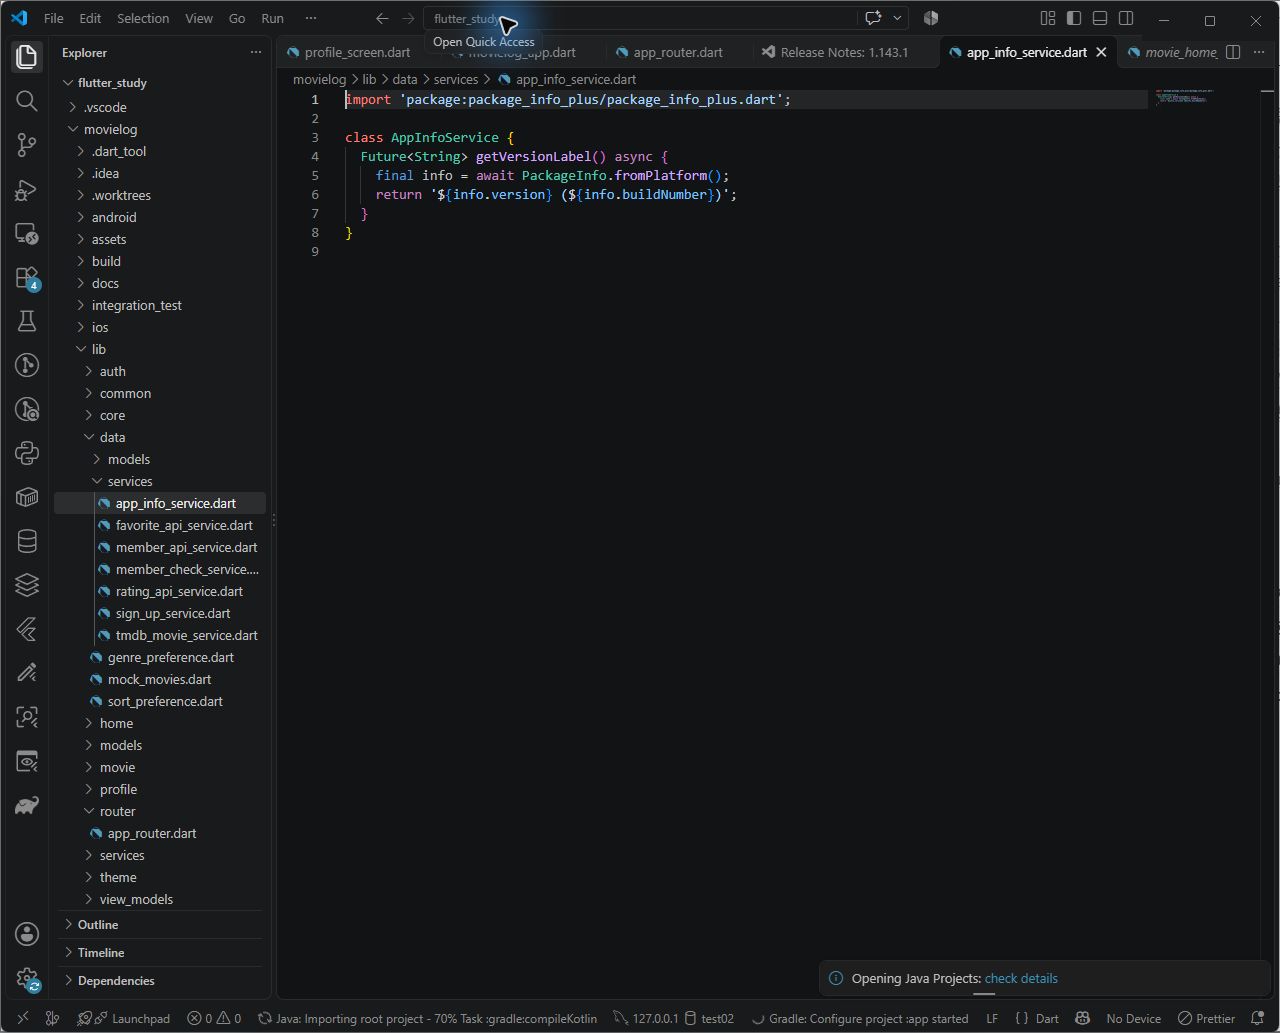 File Edit Selection View Go Run ···
flutter_study
Open Quick Access
Explorer
profile_screen.dart
movielog_app.dart
app_router.dart
Release Notes: 1.143.1
app_info_service.dart
movie_home
movielog > lib > data > services > app_info_service.dart
flutter_study
.vscode
movielog
.dart_tool
.idea
.worktrees
android
assets
build
docs
integration_test
ios
lib
auth
common
core
data
models
services
app_info_service.dart
favorite_api_service.dart
member_api_service.dart
member_check_service....
rating_api_service.dart
sign_up_service.dart
tmdb_movie_service.dart
genre_preference.dart
mock_movies.dart
sort_preference.dart
home
models
movie
profile
router
app_router.dart
services
theme
view_models
Outline
Timeline
Dependencies
4
1 import 'package:package_info_plus/package_info_plus.dart';
2
3 class AppInfoService {
4 Future<String> getVersionLabel() async {
5 final info = await PackageInfo.fromPlatform();
6 return '${info.version} (${info.buildNumber})';
7 }
8 }
9
Opening Java Projects: check details
Launchpad 0 0 Java: Importing root project - 70% Task :gradle:compileKotlin 127.0.0.1 test02 Gradle: Configure project :app started LF { } Dart No Device Prettier